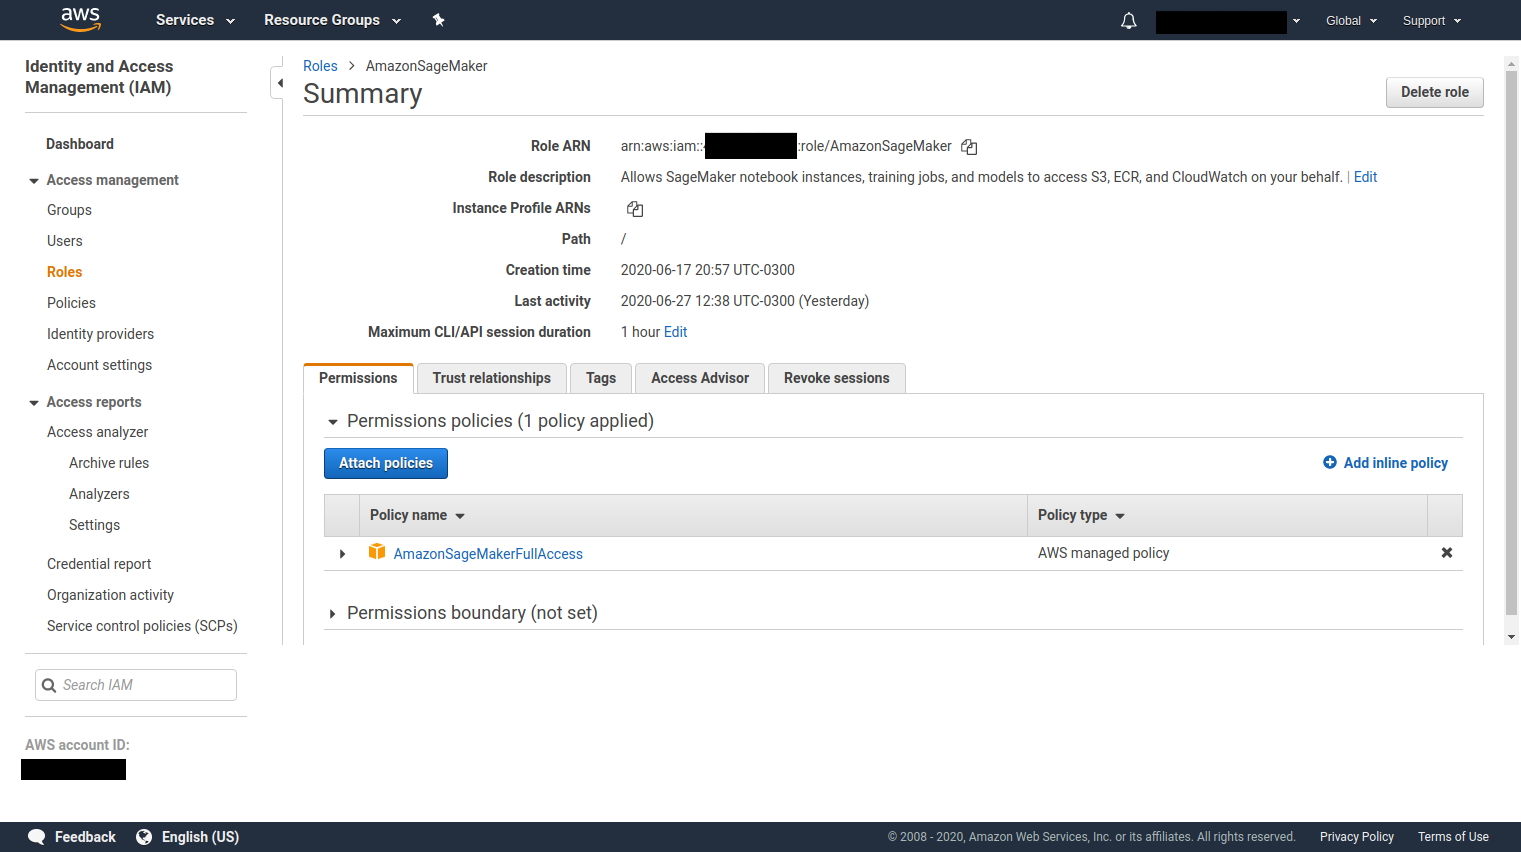 aws Services Resource Groups Global Support
Identity and Access
Management (IAM)
Dashboard
Access management
Groups
Users
Roles
Policies
Identity providers
Account settings
Access reports
Access analyzer
Archive rules
Analyzers
Settings
Credential report
Organization activity
Service control policies (SCPs)
Search IAM
AWS account ID:
Roles > AmazonSageMaker
Summary
Delete role
Role ARN arn:aws:iam:: :role/AmazonSageMaker
Role description Allows SageMaker notebook instances, training jobs, and models to access S3, ECR, and CloudWatch on your behalf. | Edit
Instance Profile ARNs
Path /
Creation time 2020-06-17 20:57 UTC-0300
Last activity 2020-06-27 12:38 UTC-0300 (Yesterday)
Maximum CLI/API session duration 1 hour Edit
Permissions Trust relationships Tags Access Advisor Revoke sessions
Permissions policies (1 policy applied)
Attach policies Add inline policy
Policy name Policy type
AmazonSageMakerFullAccess AWS managed policy
Permissions boundary (not set)
Feedback English (US) © 2008 - 2020, Amazon Web Services, Inc. or its affiliates. All rights reserved. Privacy Policy Terms of Use